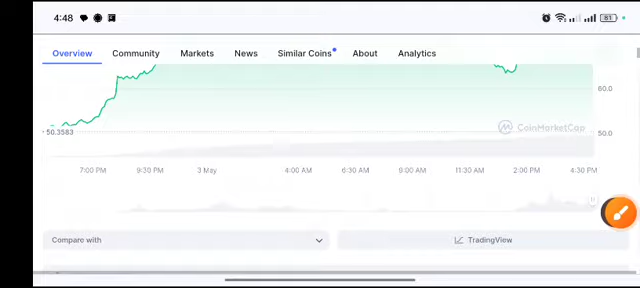 4:48
81
Overview Community Markets News Similar Coins About Analytics
60.0
50.3583
CoinMarketCap
50.0
7:00 PM 9:30 PM 3 May 4:00 AM 6:30 AM 9:00 AM 11:30 AM 2:00 PM 4:30 PM
Compare with
TradingView